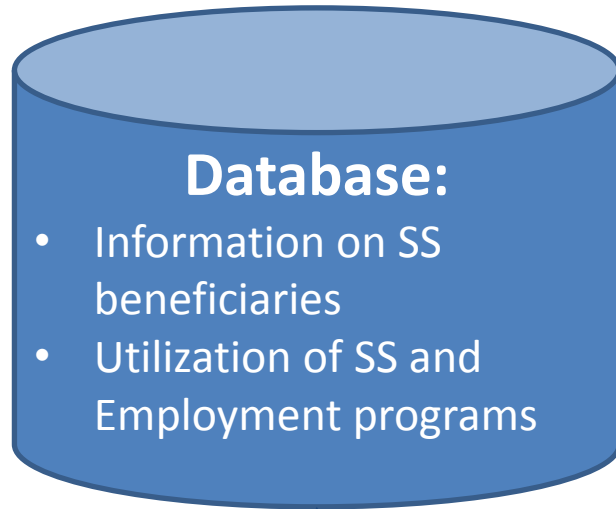 Database:
• Information on SS
beneficiaries
• Utilization of SS and
Employment programs